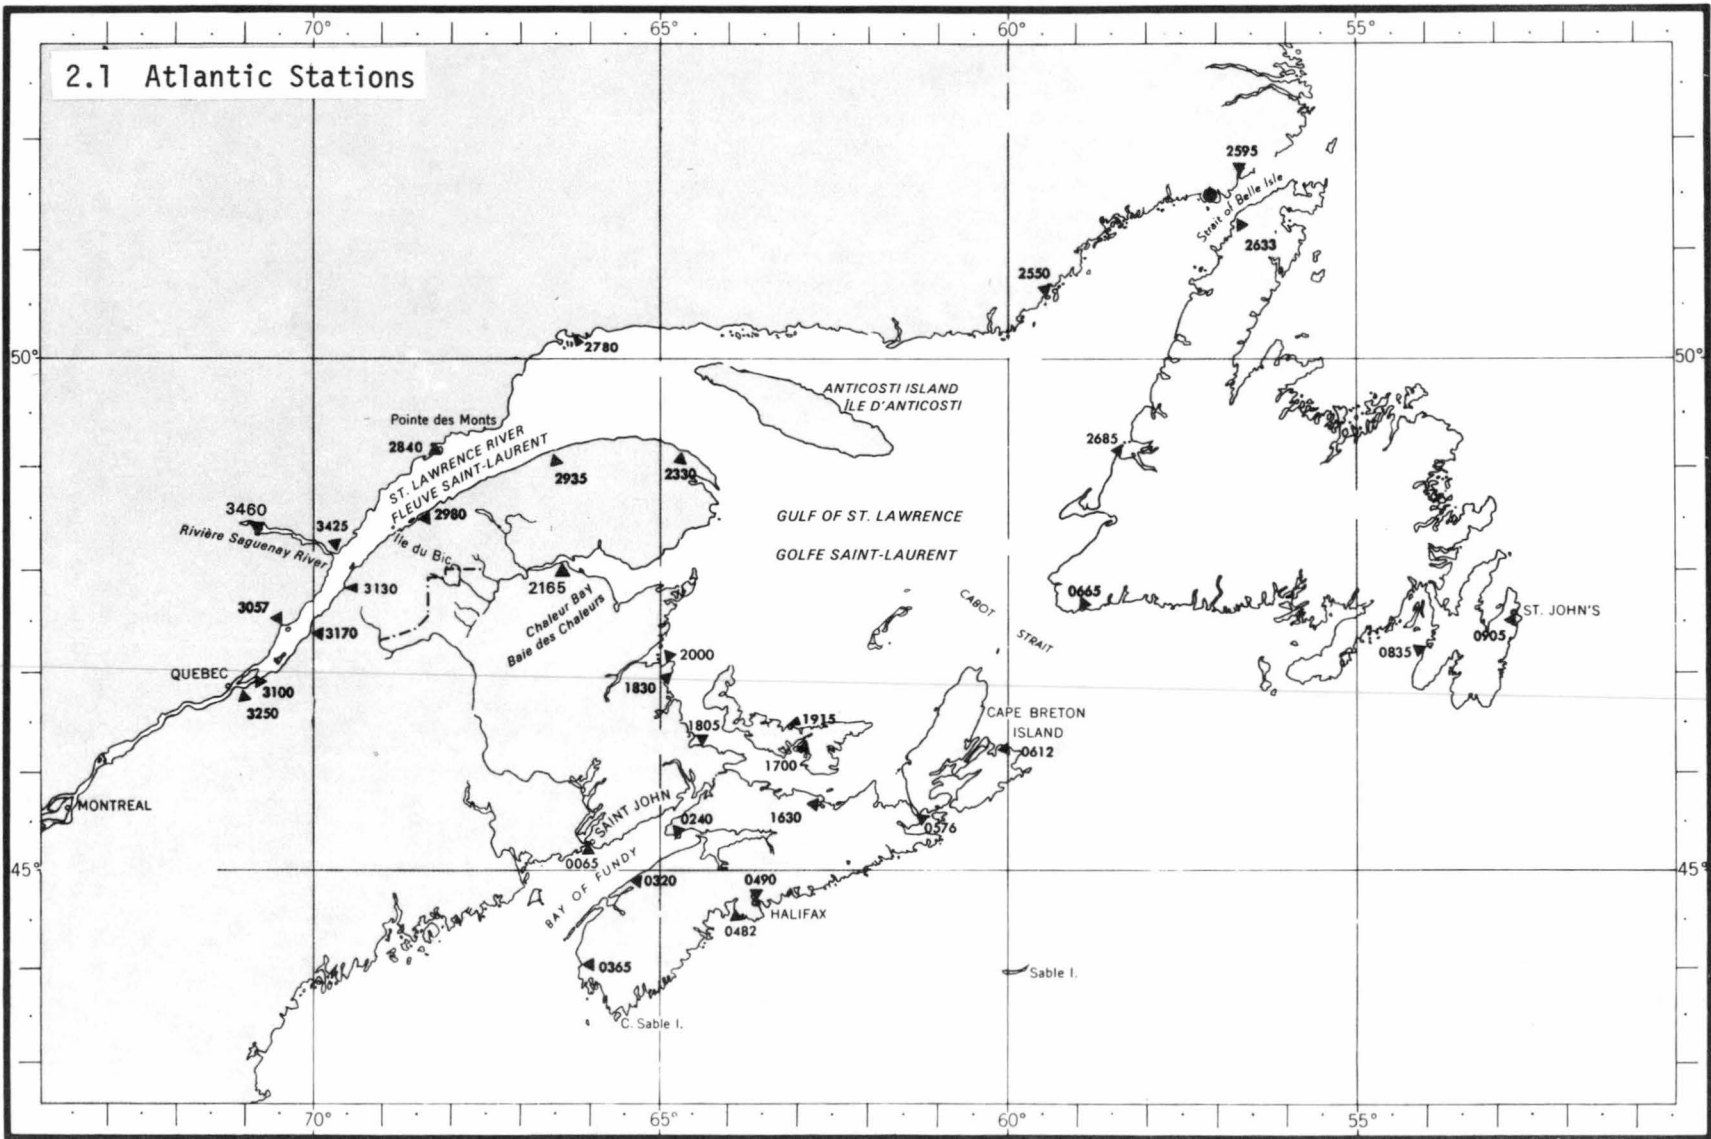 70°
65°
60°
55°
2.1 Atlantic Stations
2595
Strait of Belle Isle
2633
2550
50°
50°
2780
ANTICOSTI ISLAND
ÎLE D'ANTICOSTI
Pointe des Monts
2840
ST. LAWRENCE RIVER
FLEUVE SAINT-LAURENT
2935
2330
2685
3460
3425
2980
Rivière Saguenay River
Ile du Bic
GULF OF ST. LAWRENCE
GOLFE SAINT-LAURENT
3130
2165
Chaleur Bay
Baie des Chaleurs
3057
3170
CABOT
STRAIT
0665
ST. JOHN'S
0905
0835
QUEBEC
3100
3250
2000
1830
1805
1915
1700
CAPE BRETON
ISLAND
0612
MONTREAL
SAINT JOHN
0240
1630
0576
0065
45°
45°
BAY OF FUNDY
0320
0490
HALIFAX
0482
0365
Sable I.
C. Sable I.
70°
65°
60°
55°